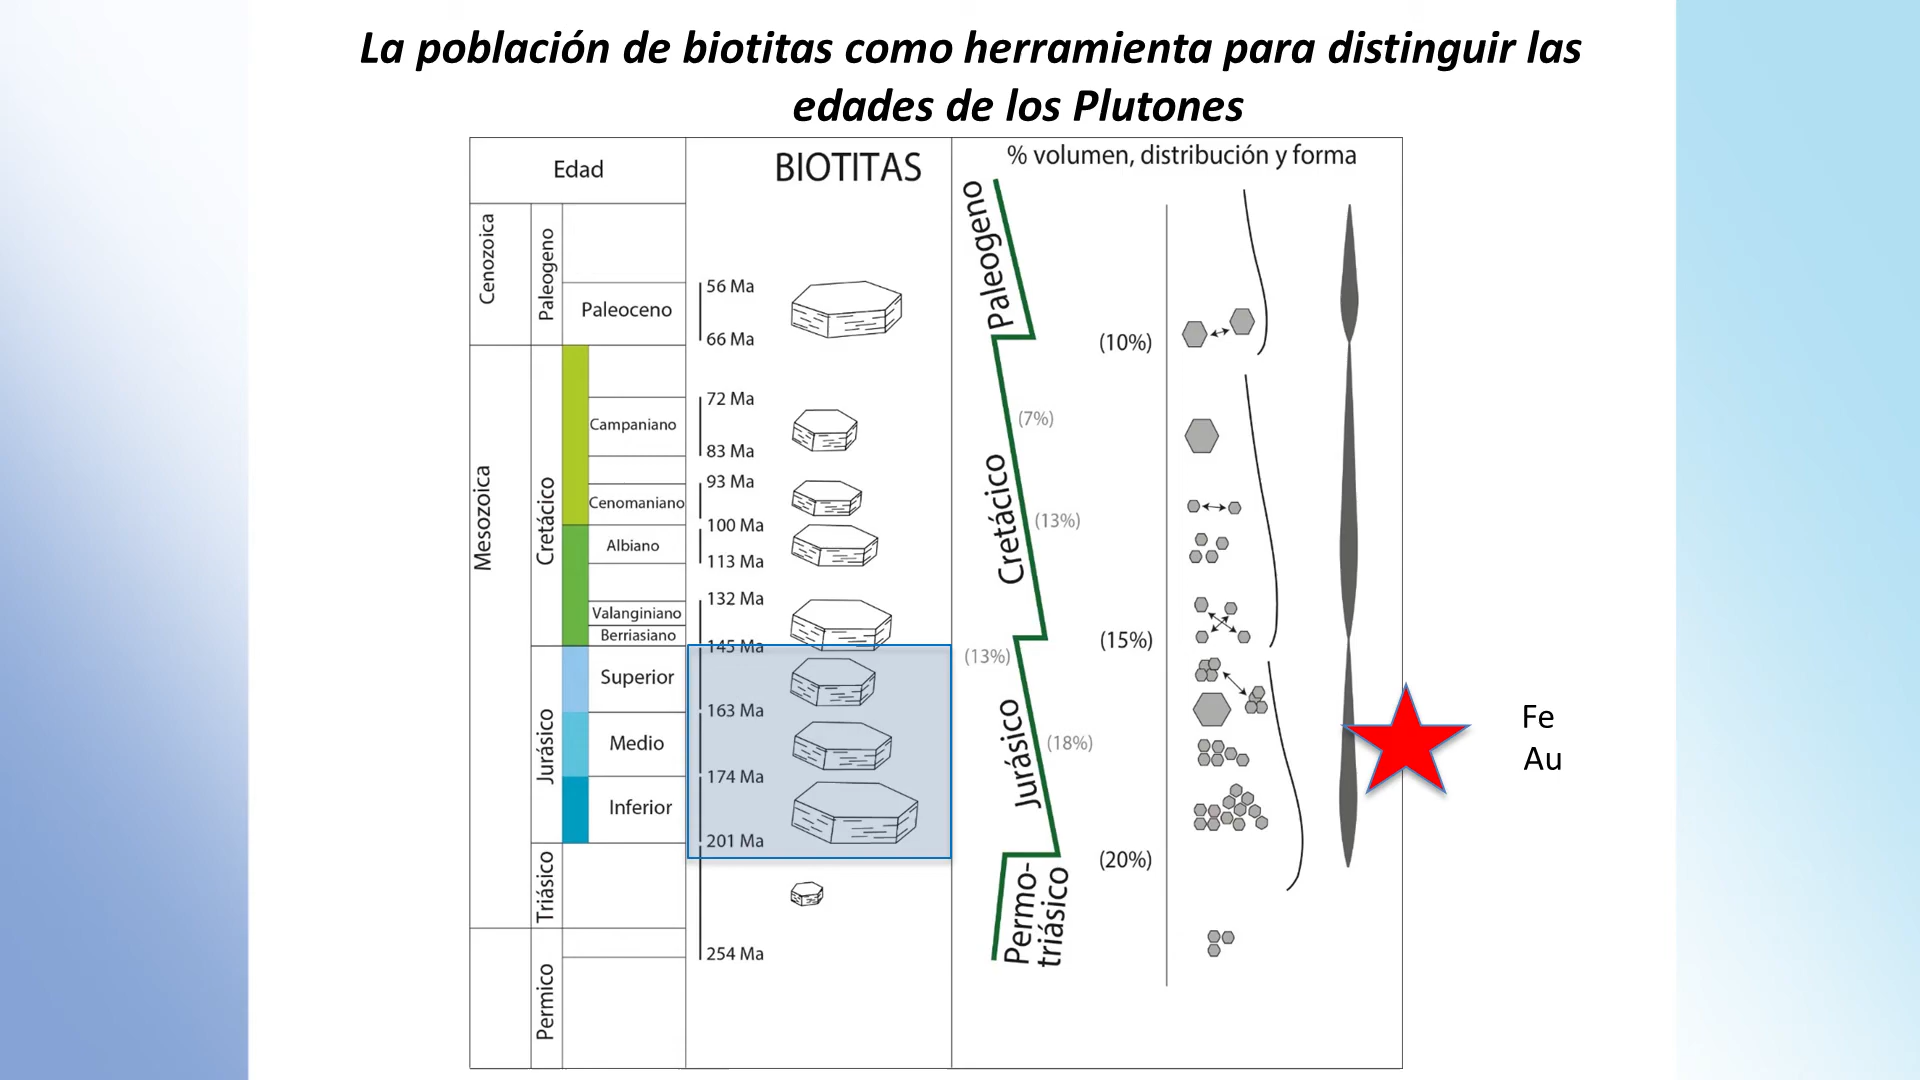 La población de biotitas como herramienta para distinguir las
edades de los Plutones
Edad
BIOTITAS
% volumen, distribución y forma
Cenozoica
Paleogeno
Paleoceno
56 Ma
66 Ma
Mesozoica
Cretácico
Campaniano
72 Ma
83 Ma
Cenomaniano
93 Ma
100 Ma
Albiano
113 Ma
Valanginiano
132 Ma
Berriasiano
145 Ma
Jurásico
Superior
163 Ma
Medio
174 Ma
Inferior
201 Ma
Triásico
254 Ma
Permico
Paleogeno
(10%)
(7%)
Cretácico
(13%)
(15%)
(13%)
Jurásico
(18%)
(20%)
Permo-
triásico
Fe
Au